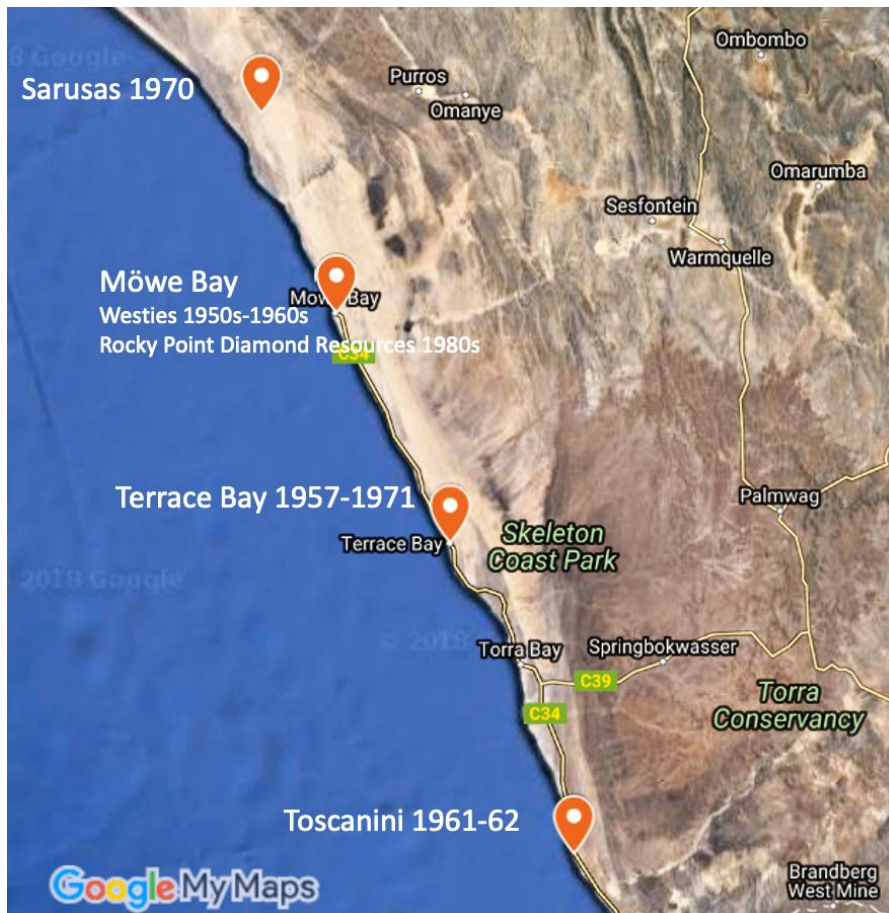 Ombombo
Purros
Sarusas 1970
Omanye
Omarumba
Sesfontein
Warmquelle
Möwe Bay
Westies 1950s-1960s
Rocky Point Diamond Resources 1980s
C34
Terrace Bay 1957-1971
Palmwag
Skeleton
Coast Park
Terrace Bay
2018 Google
© 2018
Torra Bay
Springbokwasser
C39
Torra
Conservancy
C34
Toscanini 1961-62
Brandberg
West Mine
Google My Maps